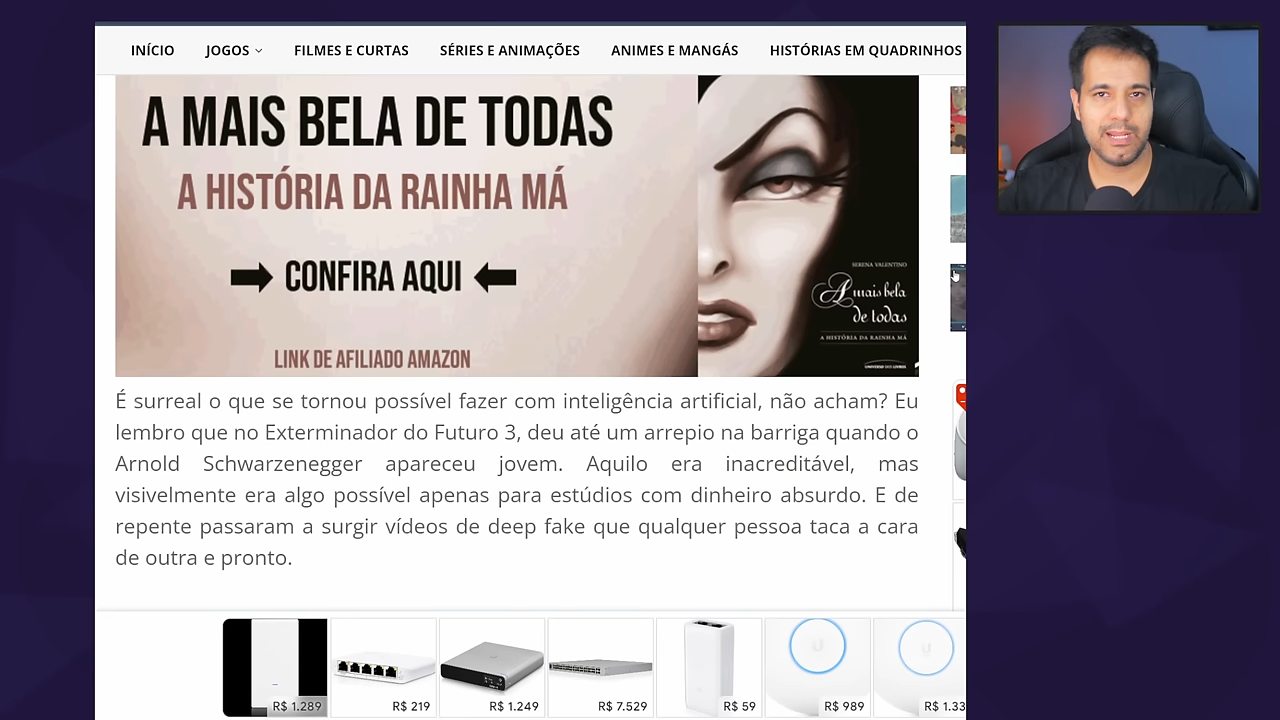 INÍCIO JOGOS FILMES E CURTAS SÉRIES E ANIMAÇÕES ANIMES E MANGÁS HISTÓRIAS EM QUADRINHOS
A MAIS BELA DE TODAS
A HISTÓRIA DA RAINHA MÁ
CONFIRA AQUI
LINK DE AFILIADO AMAZON
SERENA VALENTINO
A mais bela
de todas
A HISTÓRIA DA RAINHA MÁ
UNIVERSO DOS LIVROS
É surreal o que se tornou possível fazer com inteligência artificial, não acham? Eu
lembro que no Exterminador do Futuro 3, deu até um arrepio na barriga quando o
Arnold Schwarzenegger apareceu jovem. Aquilo era inacreditável, mas
visivelmente era algo possível apenas para estúdios com dinheiro absurdo. E de
repente passaram a surgir vídeos de deep fake que qualquer pessoa taca a cara
de outra e pronto.
R$ 1.289 R$ 219 R$ 1.249 R$ 7.529 R$ 59 R$ 989 R$ 1.33